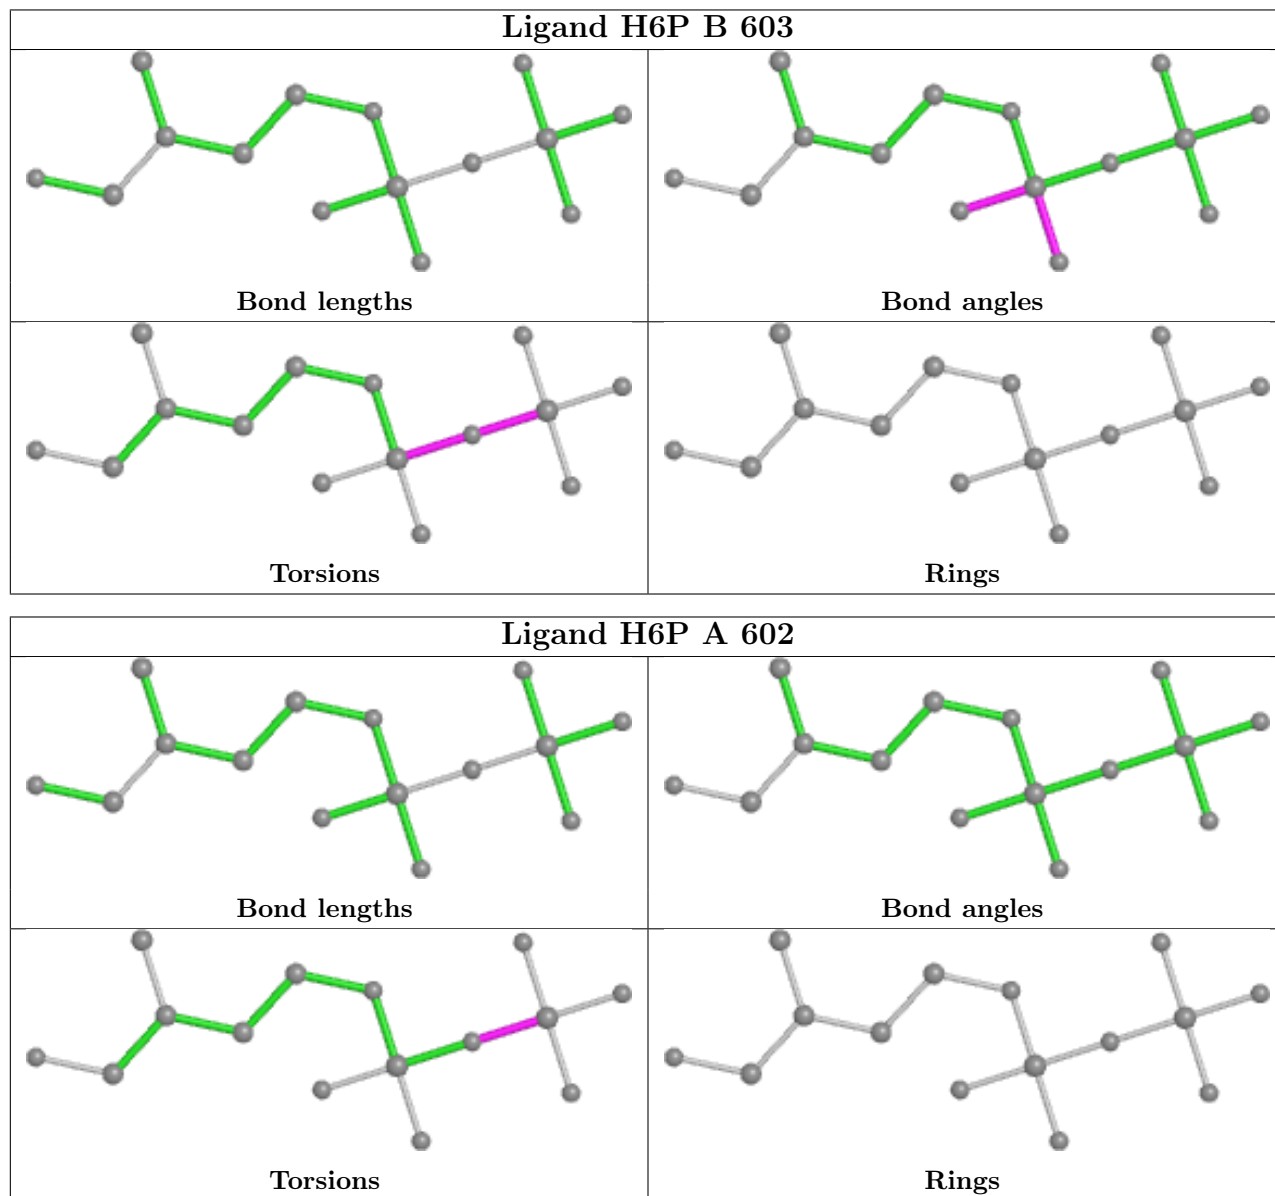 Ligand H6P B 603
Bond lengths
Bond angles
Torsions
Rings
Ligand H6P A 602
Bond lengths
Bond angles
Torsions
Rings